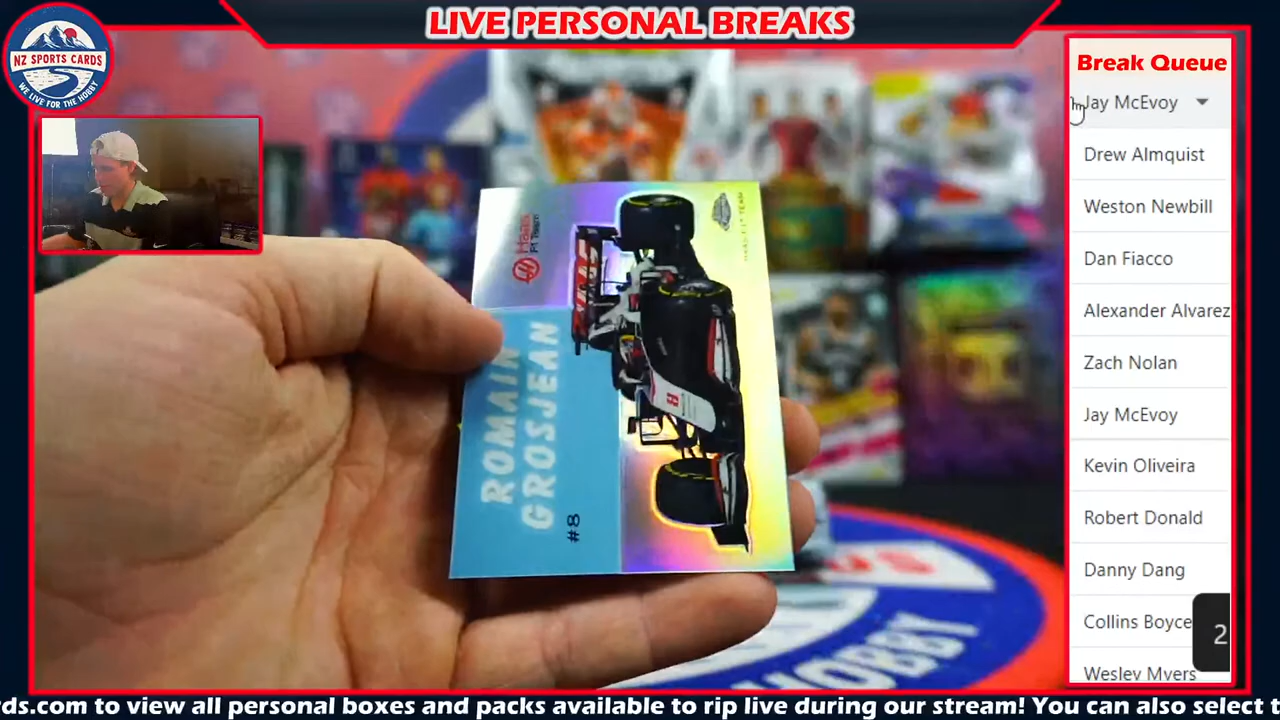 LIVE PERSONAL BREAKS
NZ SPORTS CARDS
WE LIVE FOR THE HOBBY
Break Queue
Jay McEvoy
Drew Almquist
Weston Newbill
Dan Fiacco
Alexander Alvarez
Zach Nolan
Jay McEvoy
Kevin Oliveira
Robert Donald
Danny Dang
Collins Boyce
Wesley Myers
2
Haas
F1 Team
HAAS
ROMAIN
GROSJEAN
#8
HOBBY
ds.com to view all personal boxes and packs available to rip live during our stream! You can also select t